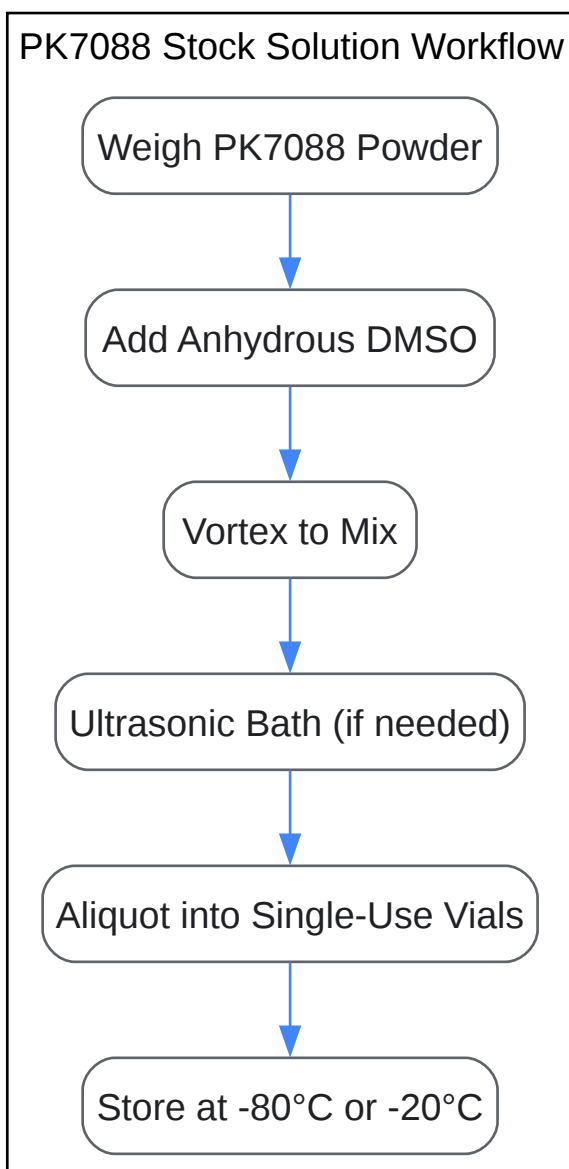 PK7088 Stock Solution Workflow
Weigh PK7088 Powder
Add Anhydrous DMSO
Vortex to Mix
Ultrasonic Bath (if needed)
Aliquot into Single-Use Vials
Store at -80°C or -20°C